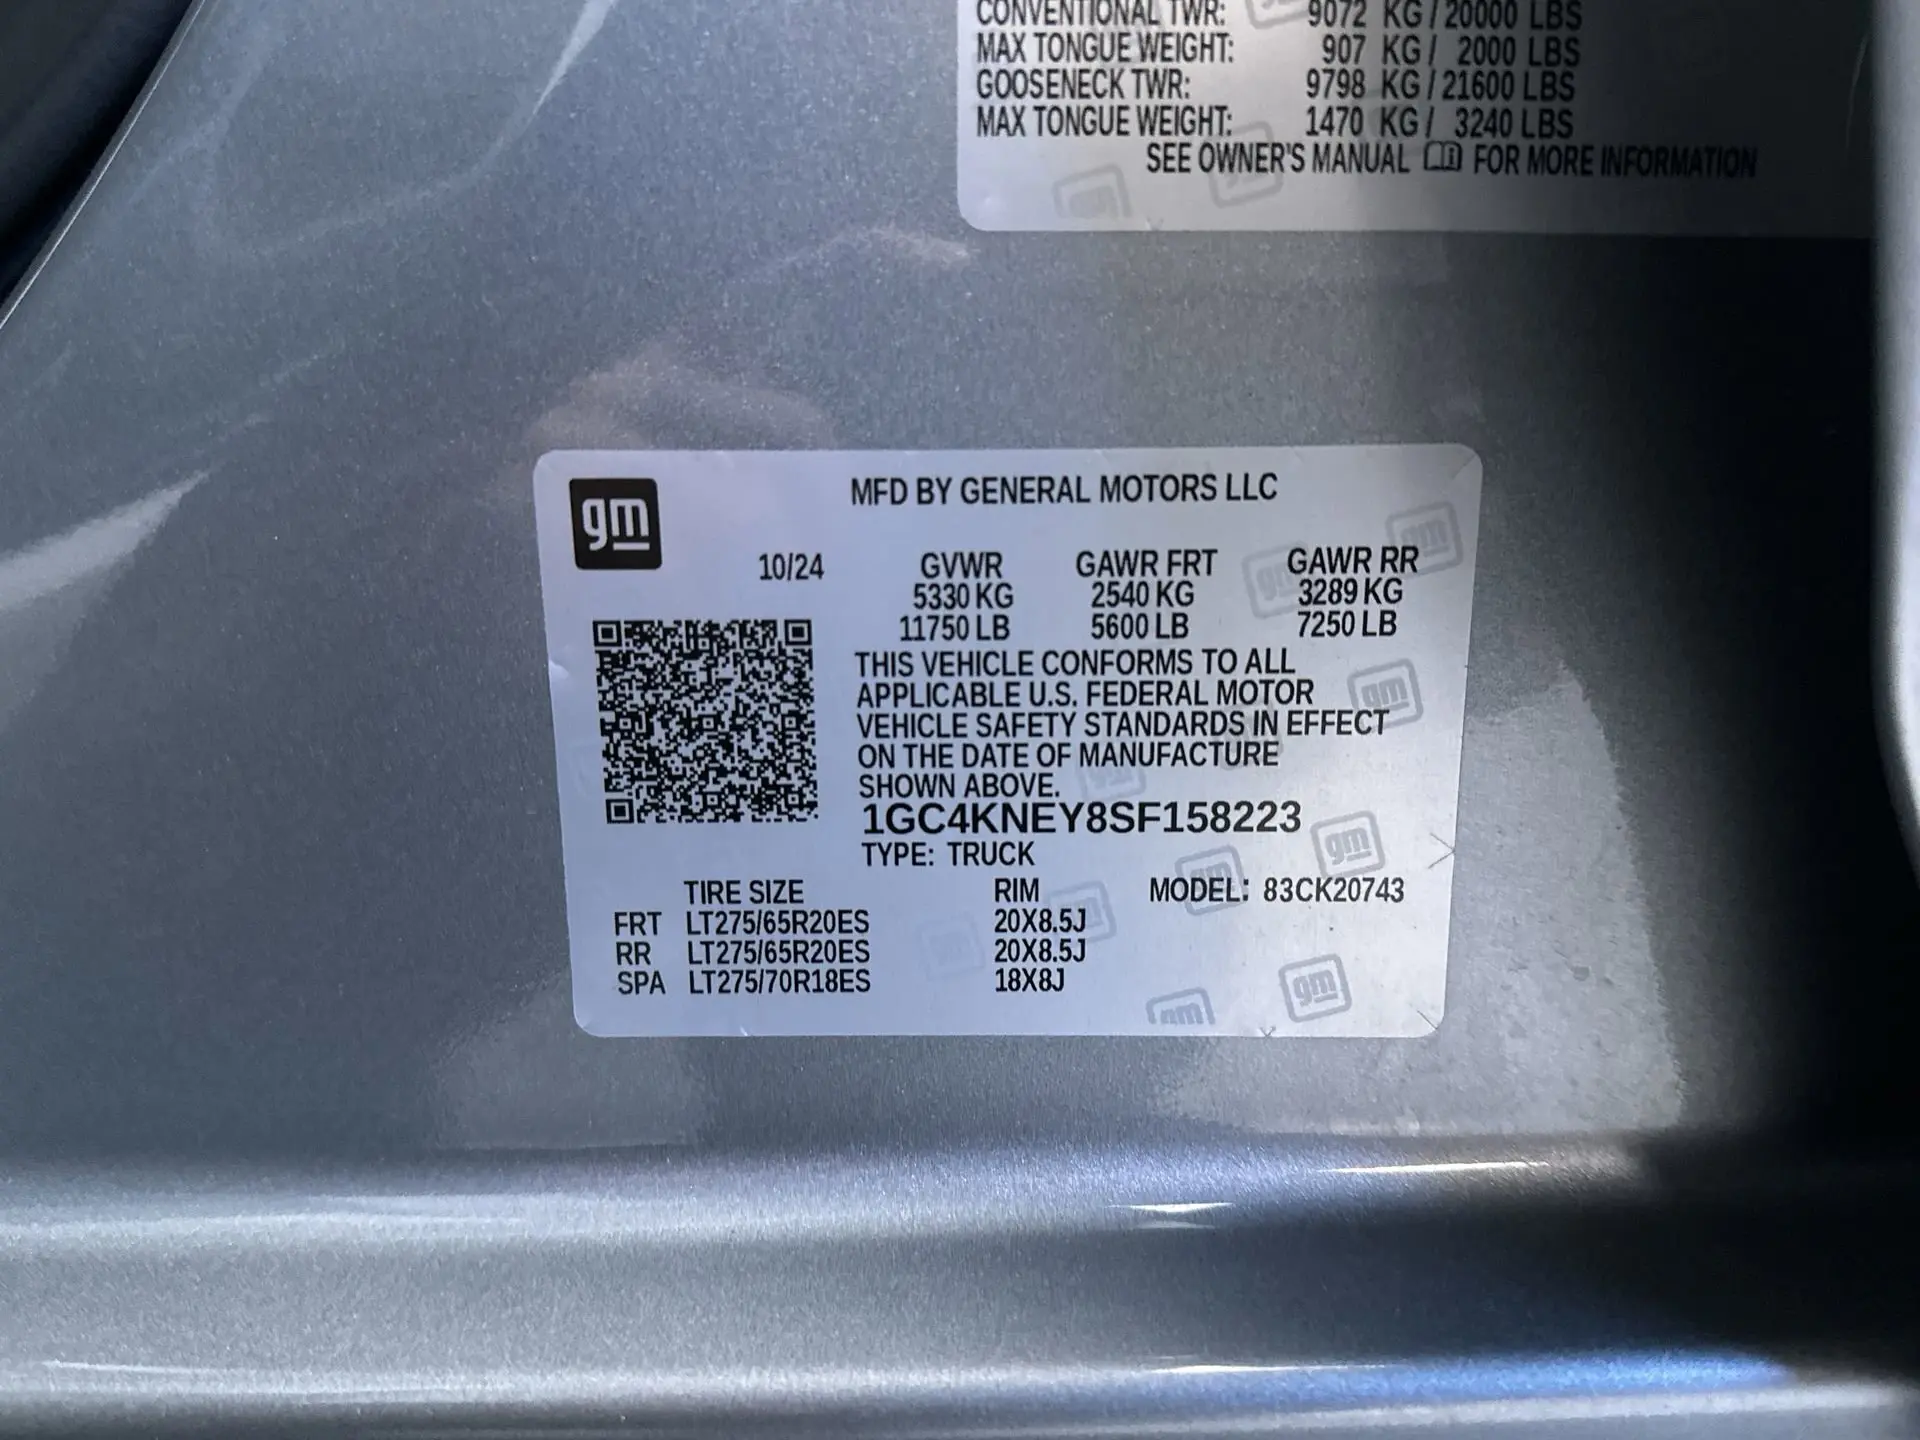 CONVENTIONAL TWR: 9072 KG / 20000 LBS
MAX TONGUE WEIGHT: 907 KG / 2000 LBS
GOOSENECK TWR: 9798 KG / 21600 LBS
MAX TONGUE WEIGHT: 1470 KG / 3240 LBS
SEE OWNER'S MANUAL FOR MORE INFORMATION
gm
MFD BY GENERAL MOTORS LLC
10/24 GVWR GAWR FRT GAWR RR
5330 KG 2540 KG 3289 KG
11750 LB 5600 LB 7250 LB
THIS VEHICLE CONFORMS TO ALL
APPLICABLE U.S. FEDERAL MOTOR
VEHICLE SAFETY STANDARDS IN EFFECT
ON THE DATE OF MANUFACTURE
SHOWN ABOVE.
1GC4KNEY8SF158223
TYPE: TRUCK
TIRE SIZE RIM MODEL: 83CK20743
FRT LT275/65R20ES 20X8.5J
RR LT275/65R20ES 20X8.5J
SPA LT275/70R18ES 18X8J